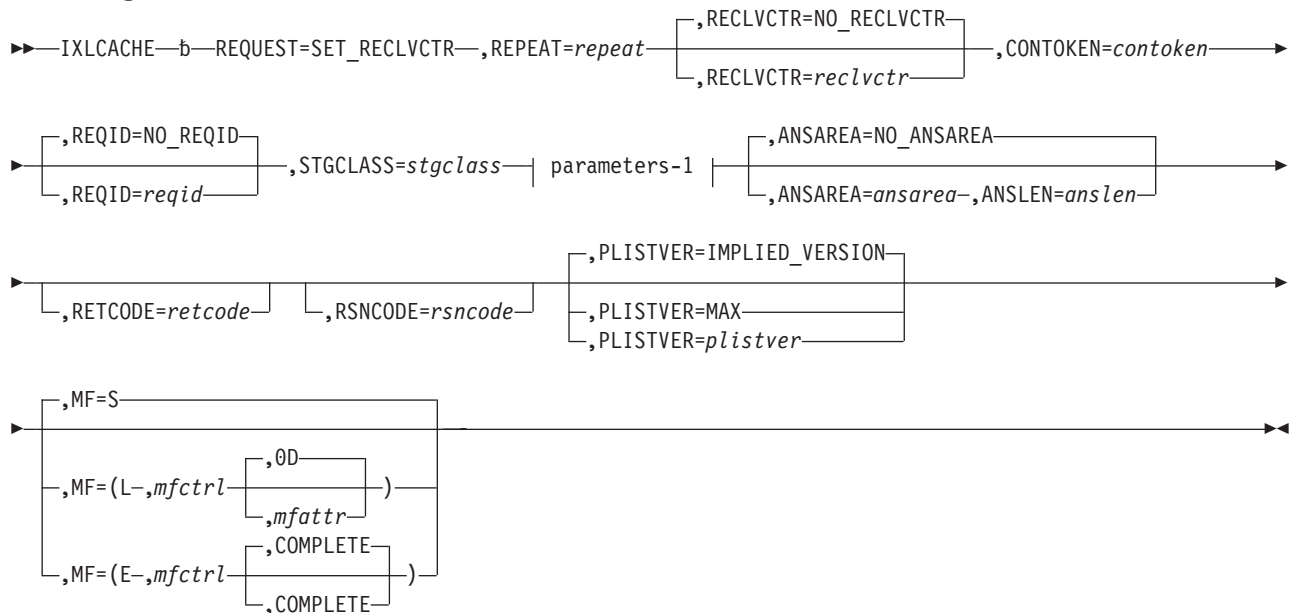 ,RECLVCTR=NO_RECLVCTR
IXLCACHE ␢ REQUEST=SET_RECLVCTR ,REPEAT=repeat ,CONTOKEN=contoken
,RECLVCTR=reclvctr
,REQID=NO_REQID ,ANSAREA=NO_ANSAREA
,STGCLASS=stgclass parameters-1
,REQID=reqid ,ANSAREA=ansarea ,ANSLEN=anslen
,PLISTVER=IMPLIED_VERSION
,RETCODE=retcode ,RSNCODE=rsncode ,PLISTVER=MAX
,PLISTVER=plistver
,MF=S
,0D
,MF=(L ,mfctrl )
,mfattr
,COMPLETE
,MF=(E ,mfctrl )
,COMPLETE